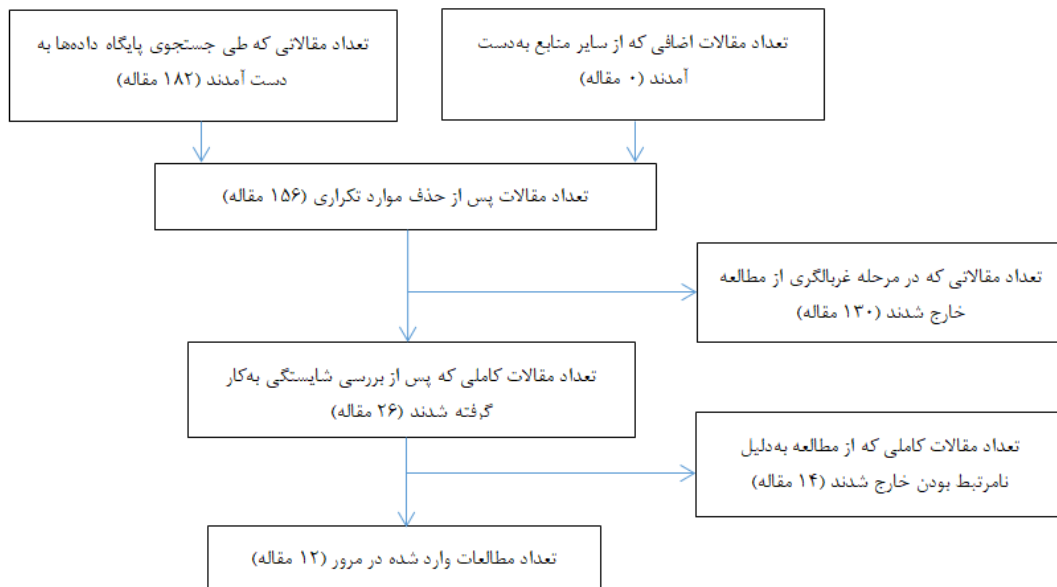 تعداد مقالات اضافی که از سایر منابع به‌دست
آمدند (۰ مقاله)
تعداد مقالاتی که طی جستجوی پایگاه داده‌ها به
دست آمدند (۱۸۲ مقاله)
تعداد مقالات پس از حذف موارد تکراری (۱۵۶ مقاله)
تعداد مقالاتی که در مرحله غربالگری از مطالعه
خارج شدند (۱۳۰ مقاله)
تعداد مقالات کاملی که پس از بررسی شایستگی به‌کار
گرفته شدند (۲۶ مقاله)
تعداد مقالات کاملی که از مطالعه به‌دلیل
نامرتبط بودن خارج شدند (۱۴ مقاله)
تعداد مطالعات وارد شده در مرور (۱۲ مقاله)